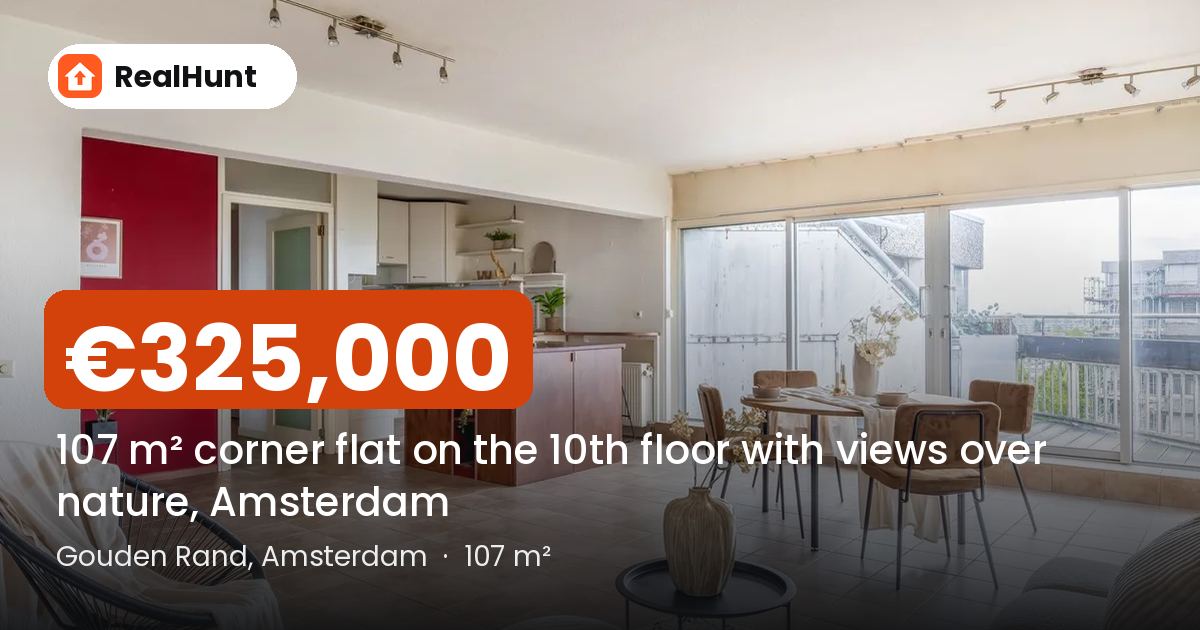 RealHunt
€325,000
107 m² corner flat on the 10th floor with views over
nature, Amsterdam
Gouden Rand, Amsterdam · 107 m²